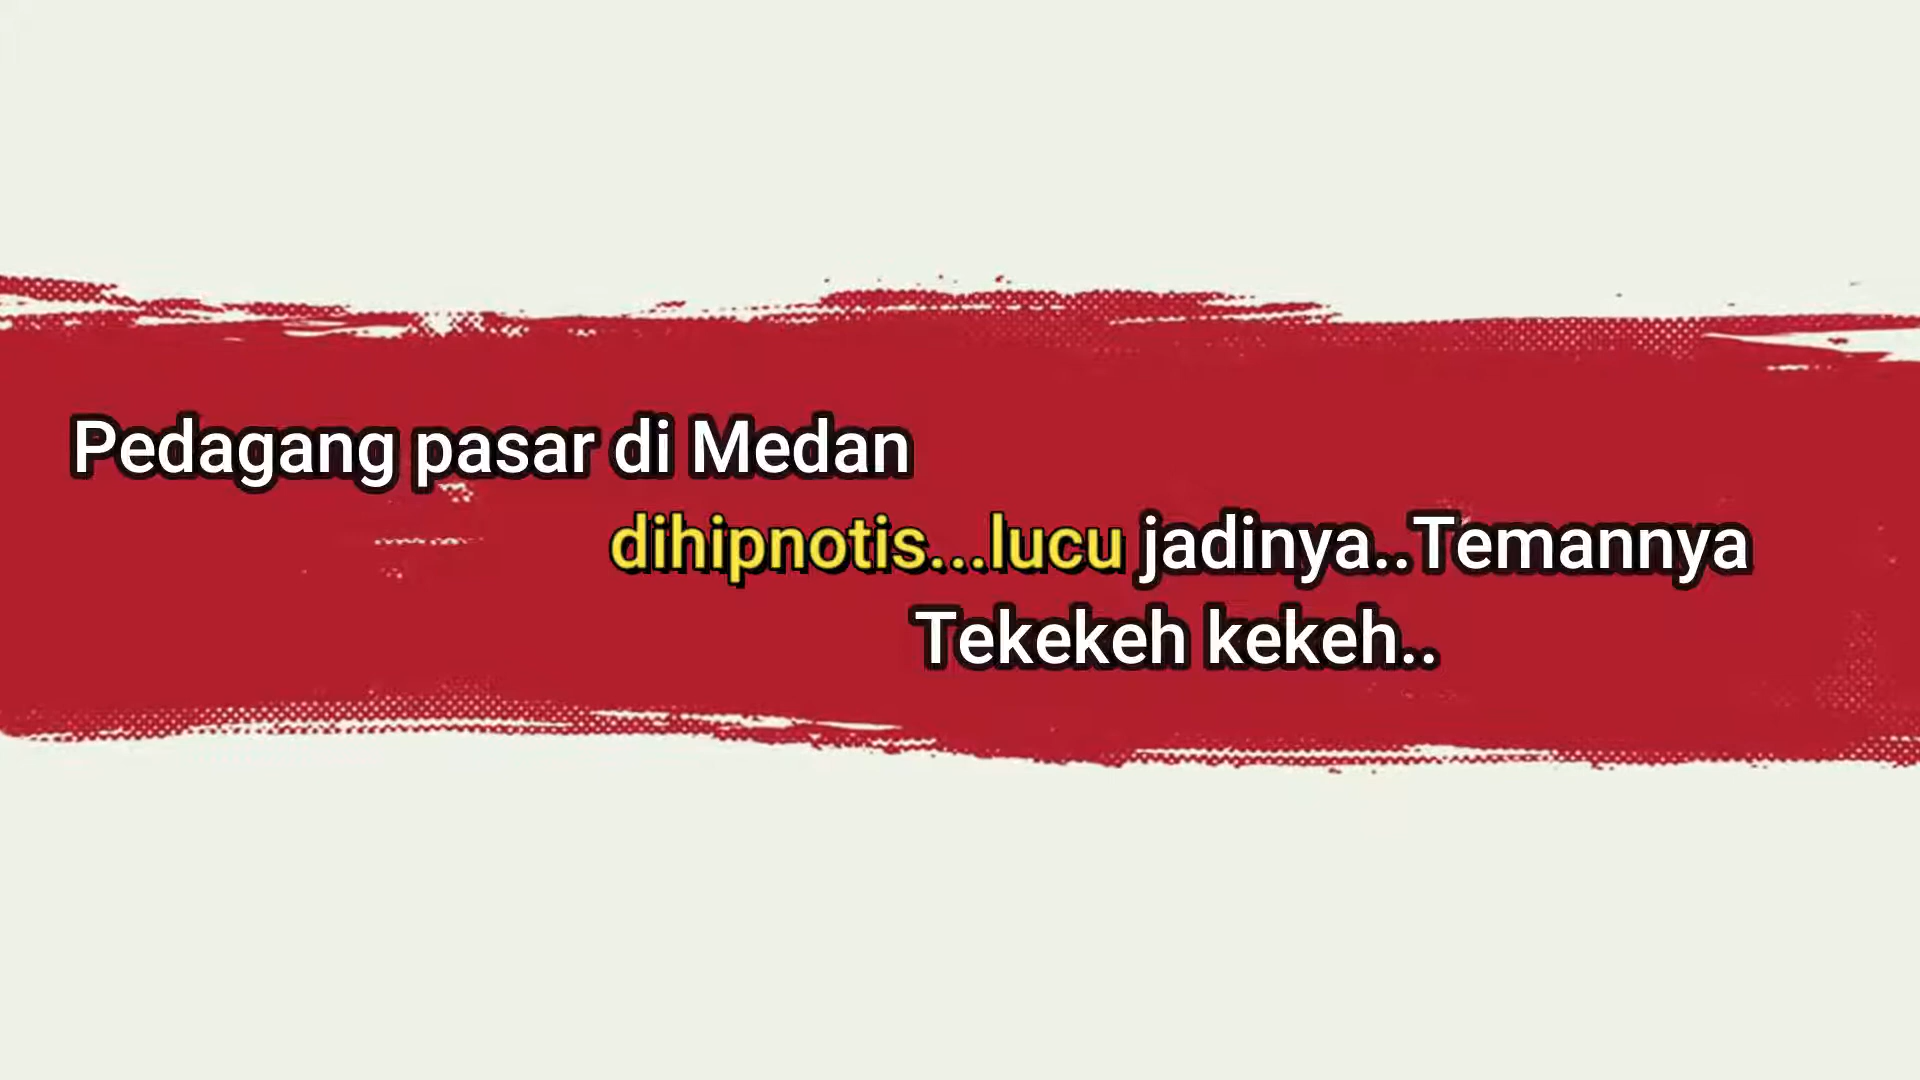 Pedagang pasar di Medan
dihipnotis...lucu jadinya..Temannya
Tekekeh kekeh..